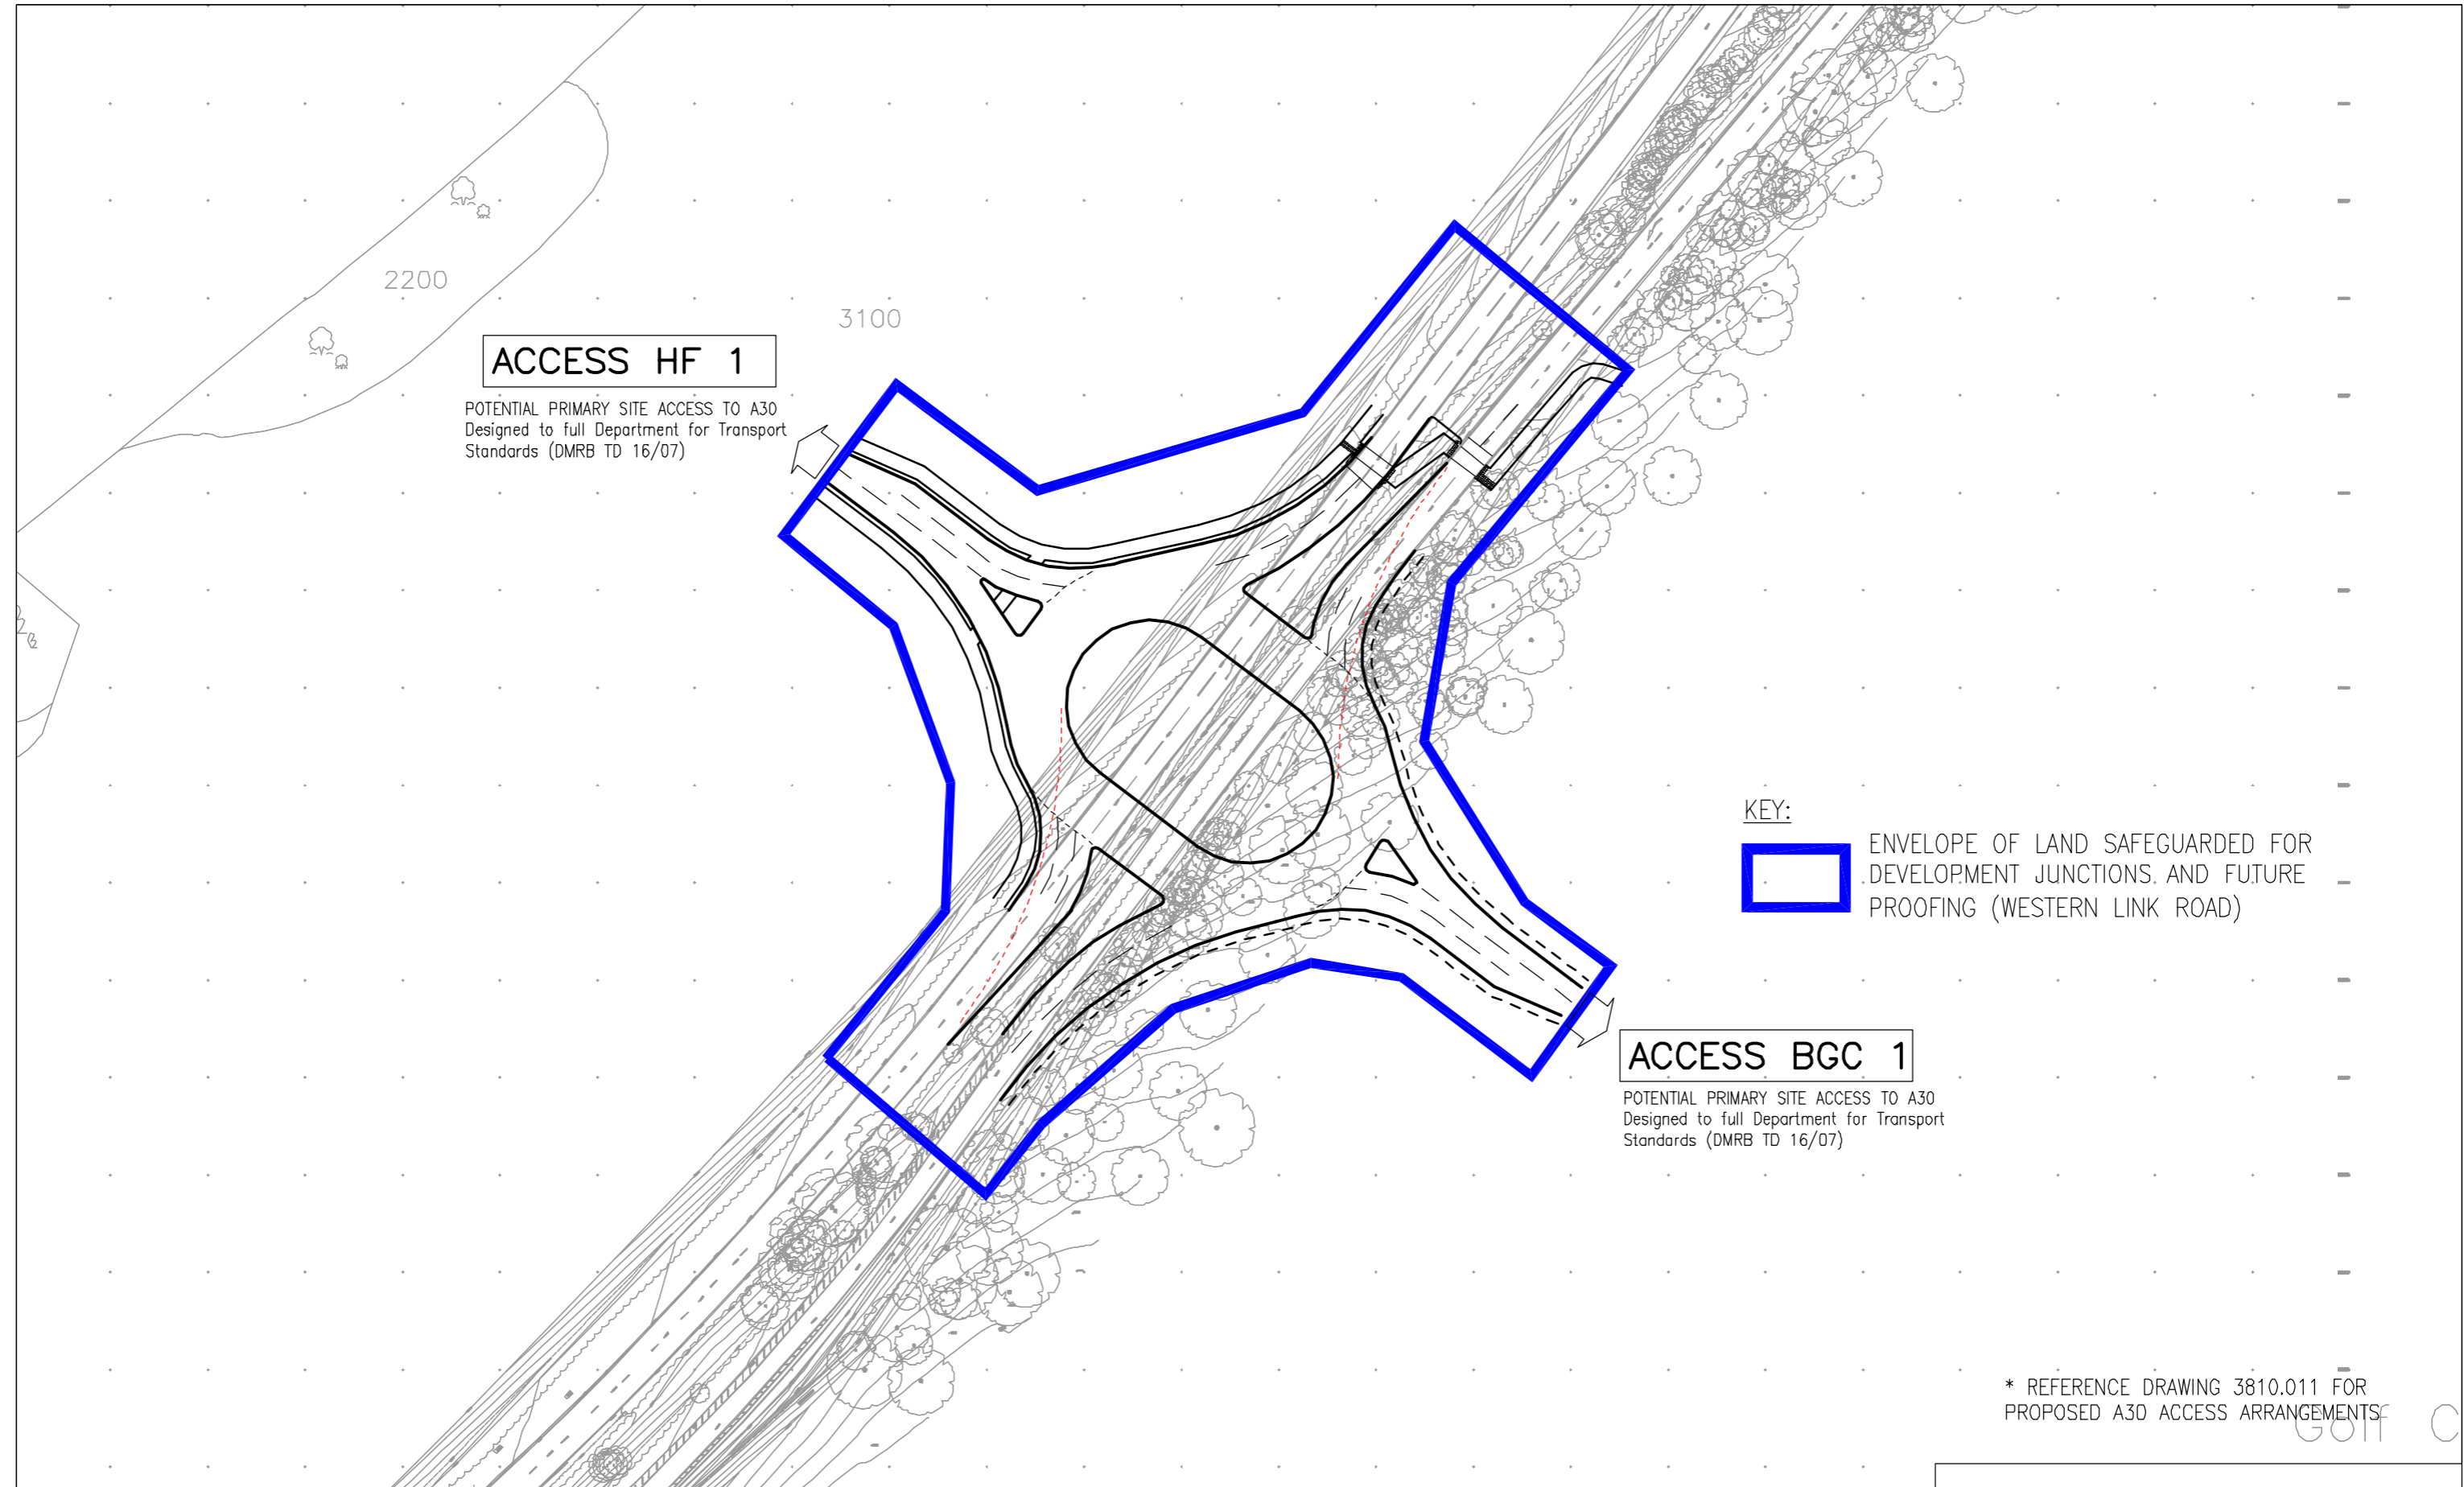 2200
3100
ACCESS HF 1
POTENTIAL PRIMARY SITE ACCESS TO A30
Designed to full Department for Transport
Standards (DMRB TD 16/07)
KEY:
ENVELOPE OF LAND SAFEGUARDED FOR
DEVELOPMENT JUNCTIONS AND FUTURE
PROOFING (WESTERN LINK ROAD)
ACCESS BGC 1
POTENTIAL PRIMARY SITE ACCESS TO A30
Designed to full Department for Transport
Standards (DMRB TD 16/07)
* REFERENCE DRAWING 3810.011 FOR
PROPOSED A30 ACCESS ARRANGEMENTS
Golf C